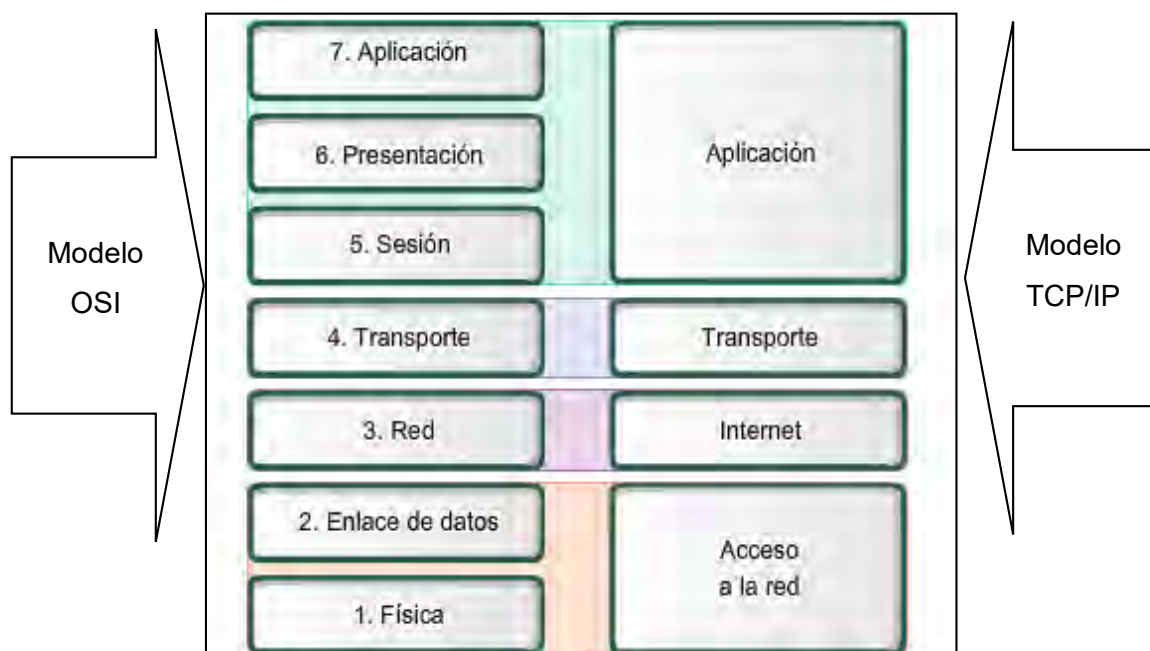 Modelo
OSI
7. Aplicación
6. Presentación
5. Sesión
4. Transporte
3. Red
2. Enlace de datos
1. Física
Aplicación
Transporte
Internet
Acceso
a la red
Modelo
TCP/IP